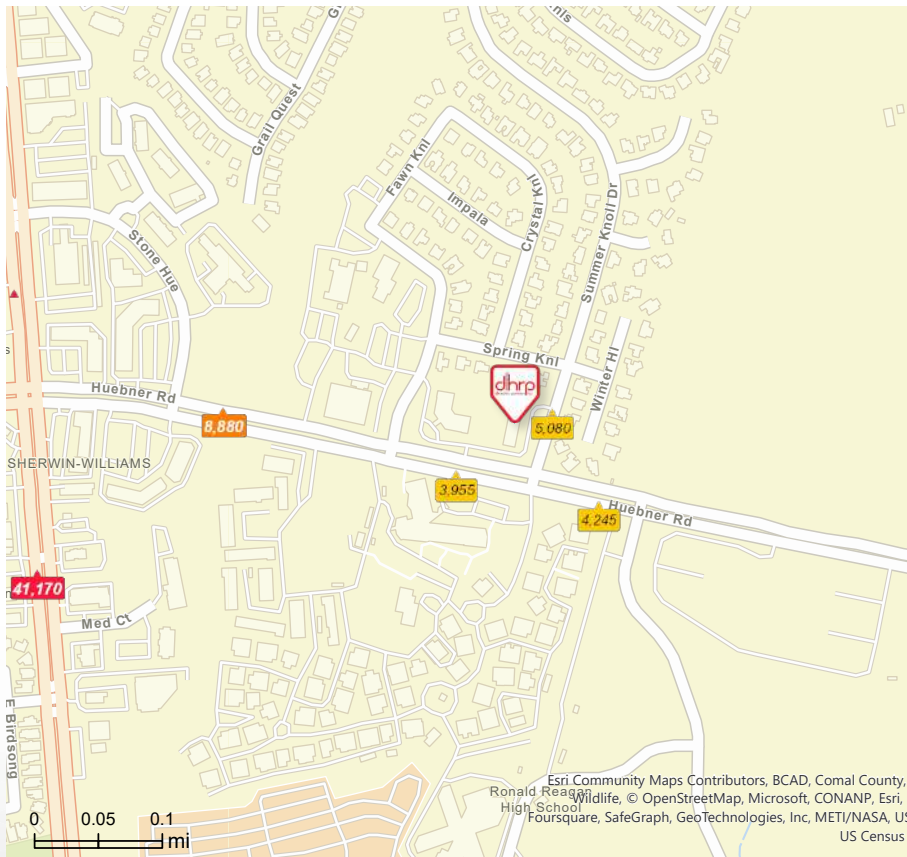 Grail Quest
Fawn Knl
Impala
Crystal Knl
Summer Knoll Dr
Stone Hue
Spring Knl
Winter Hl
dhrp
Huebner Rd
8,880
5,080
SHERWIN-WILLIAMS
3,955
4,245
Huebner Rd
41,170
Med Ct
E Birdsong
Ronald Reagan
High School
Esri Community Maps Contributors, BCAD, Comal County,
Wildlife, © OpenStreetMap, Microsoft, CONANP, Esri,
Foursquare, SafeGraph, GeoTechnologies, Inc, METI/NASA, US
US Census
0 0.05 0.1
mi